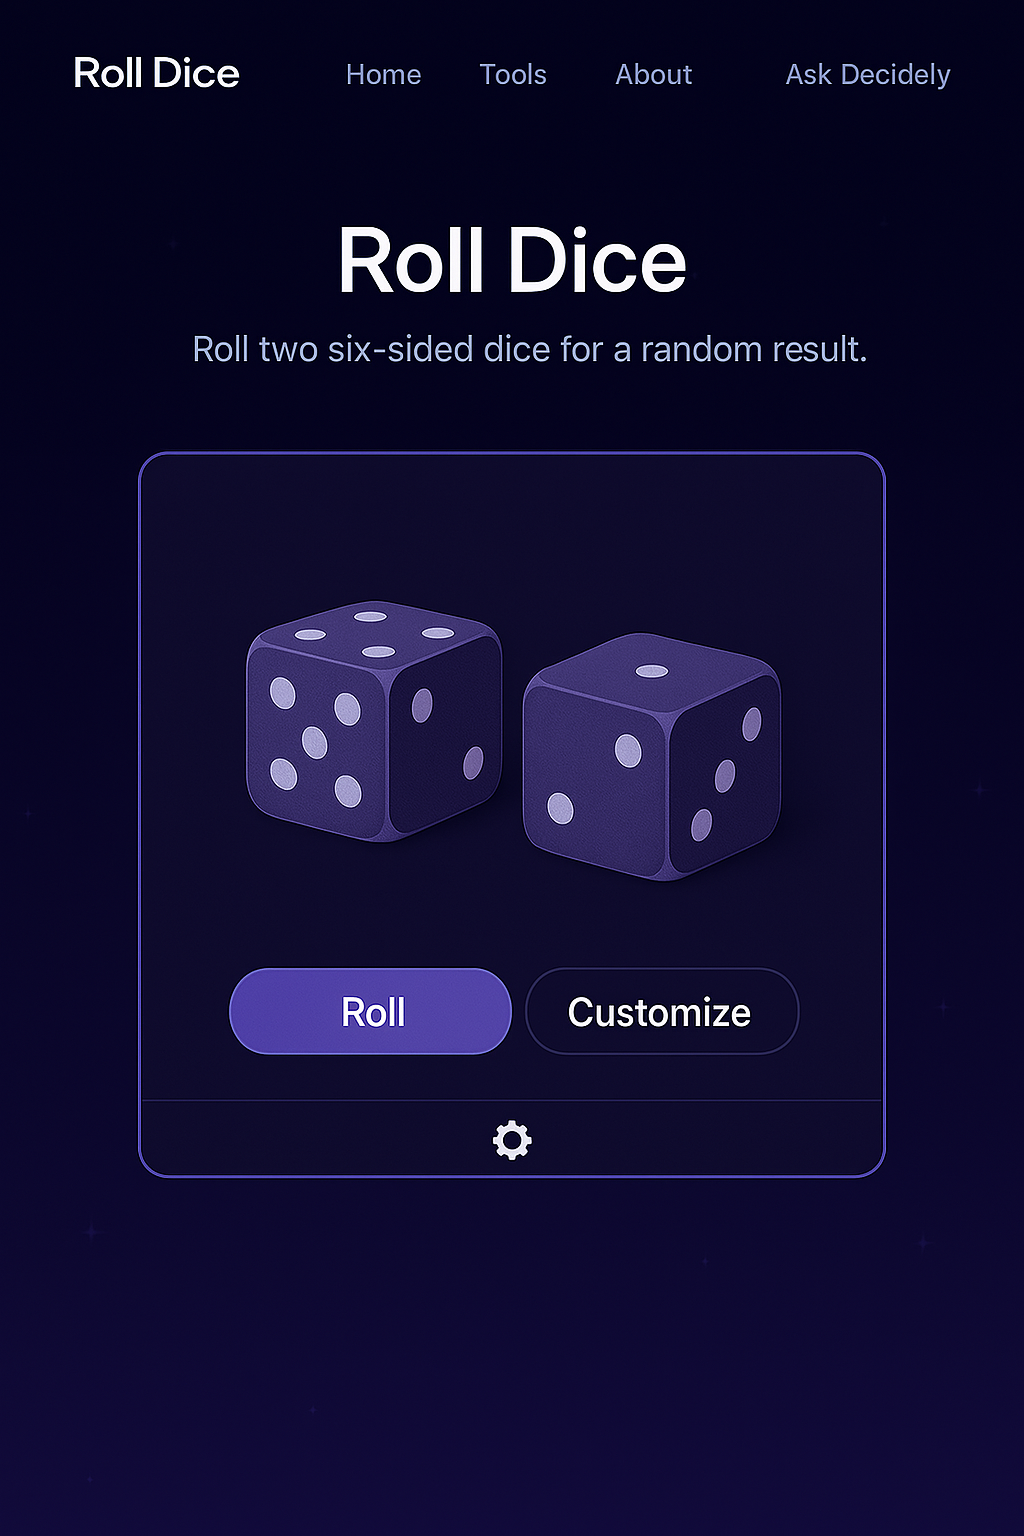 Roll Dice Home Tools About Ask Decidely
Roll Dice
Roll two six-sided dice for a random result.
Roll Customize